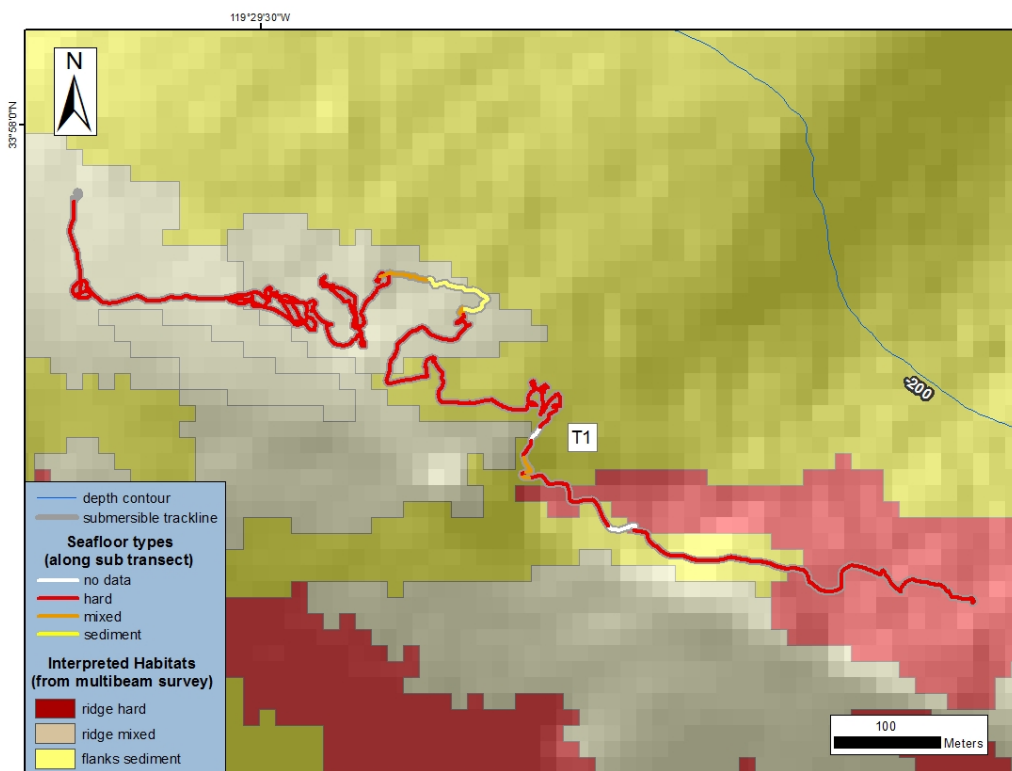 119°29'30"W
33°58'0"N
N
-200
T1
depth contour
submersible trackline
Seafloor types
(along sub transect)
no data
hard
mixed
sediment
Interpreted Habitats
(from multibeam survey)
ridge hard
ridge mixed
flanks sediment
100
Meters